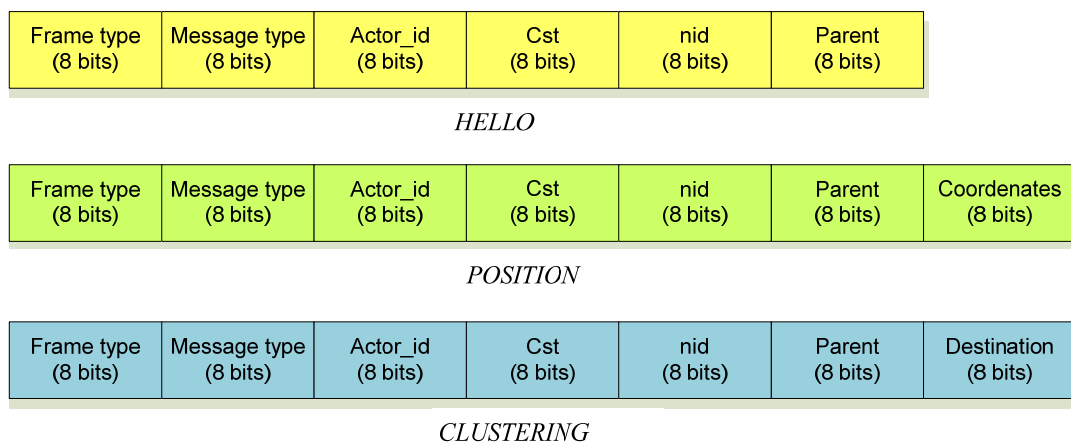 Frame type Message type Actor_id Cst nid Parent
(8 bits) (8 bits) (8 bits) (8 bits) (8 bits) (8 bits)
HELLO
Frame type Message type Actor_id Cst nid Parent Coordenates
(8 bits) (8 bits) (8 bits) (8 bits) (8 bits) (8 bits) (8 bits)
POSITION
Frame type Message type Actor_id Cst nid Parent Destination
(8 bits) (8 bits) (8 bits) (8 bits) (8 bits) (8 bits) (8 bits)
CLUSTERING